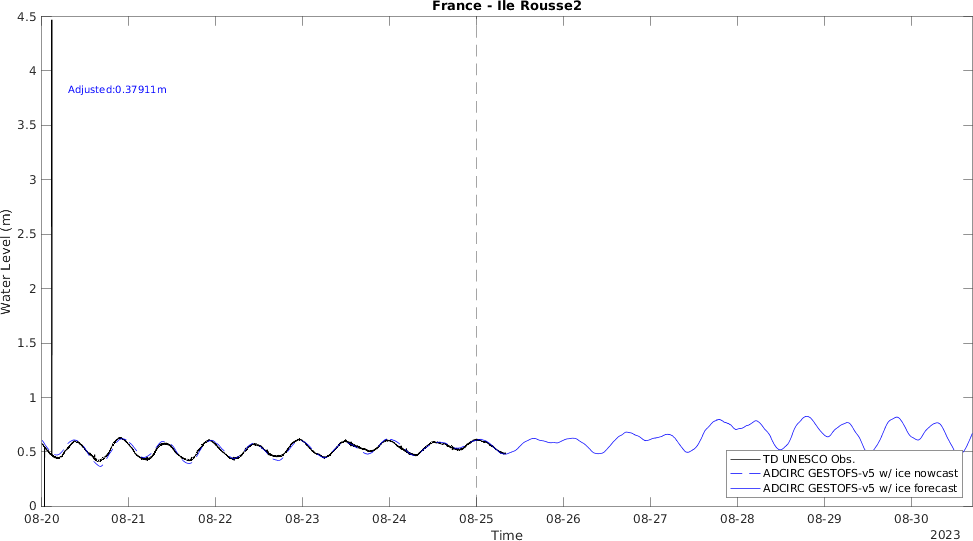 France - Ile Rousse2
4.5
4
3.5
3
2.5
2
1.5
1
0.5
0
Water Level (m)
Adjusted:0.37911m
TD UNESCO Obs.
ADCIRC GESTOFS-v5 w/ ice nowcast
ADCIRC GESTOFS-v5 w/ ice forecast
08-20 08-21 08-22 08-23 08-24 08-25 08-26 08-27 08-28 08-29 08-30
Time
2023